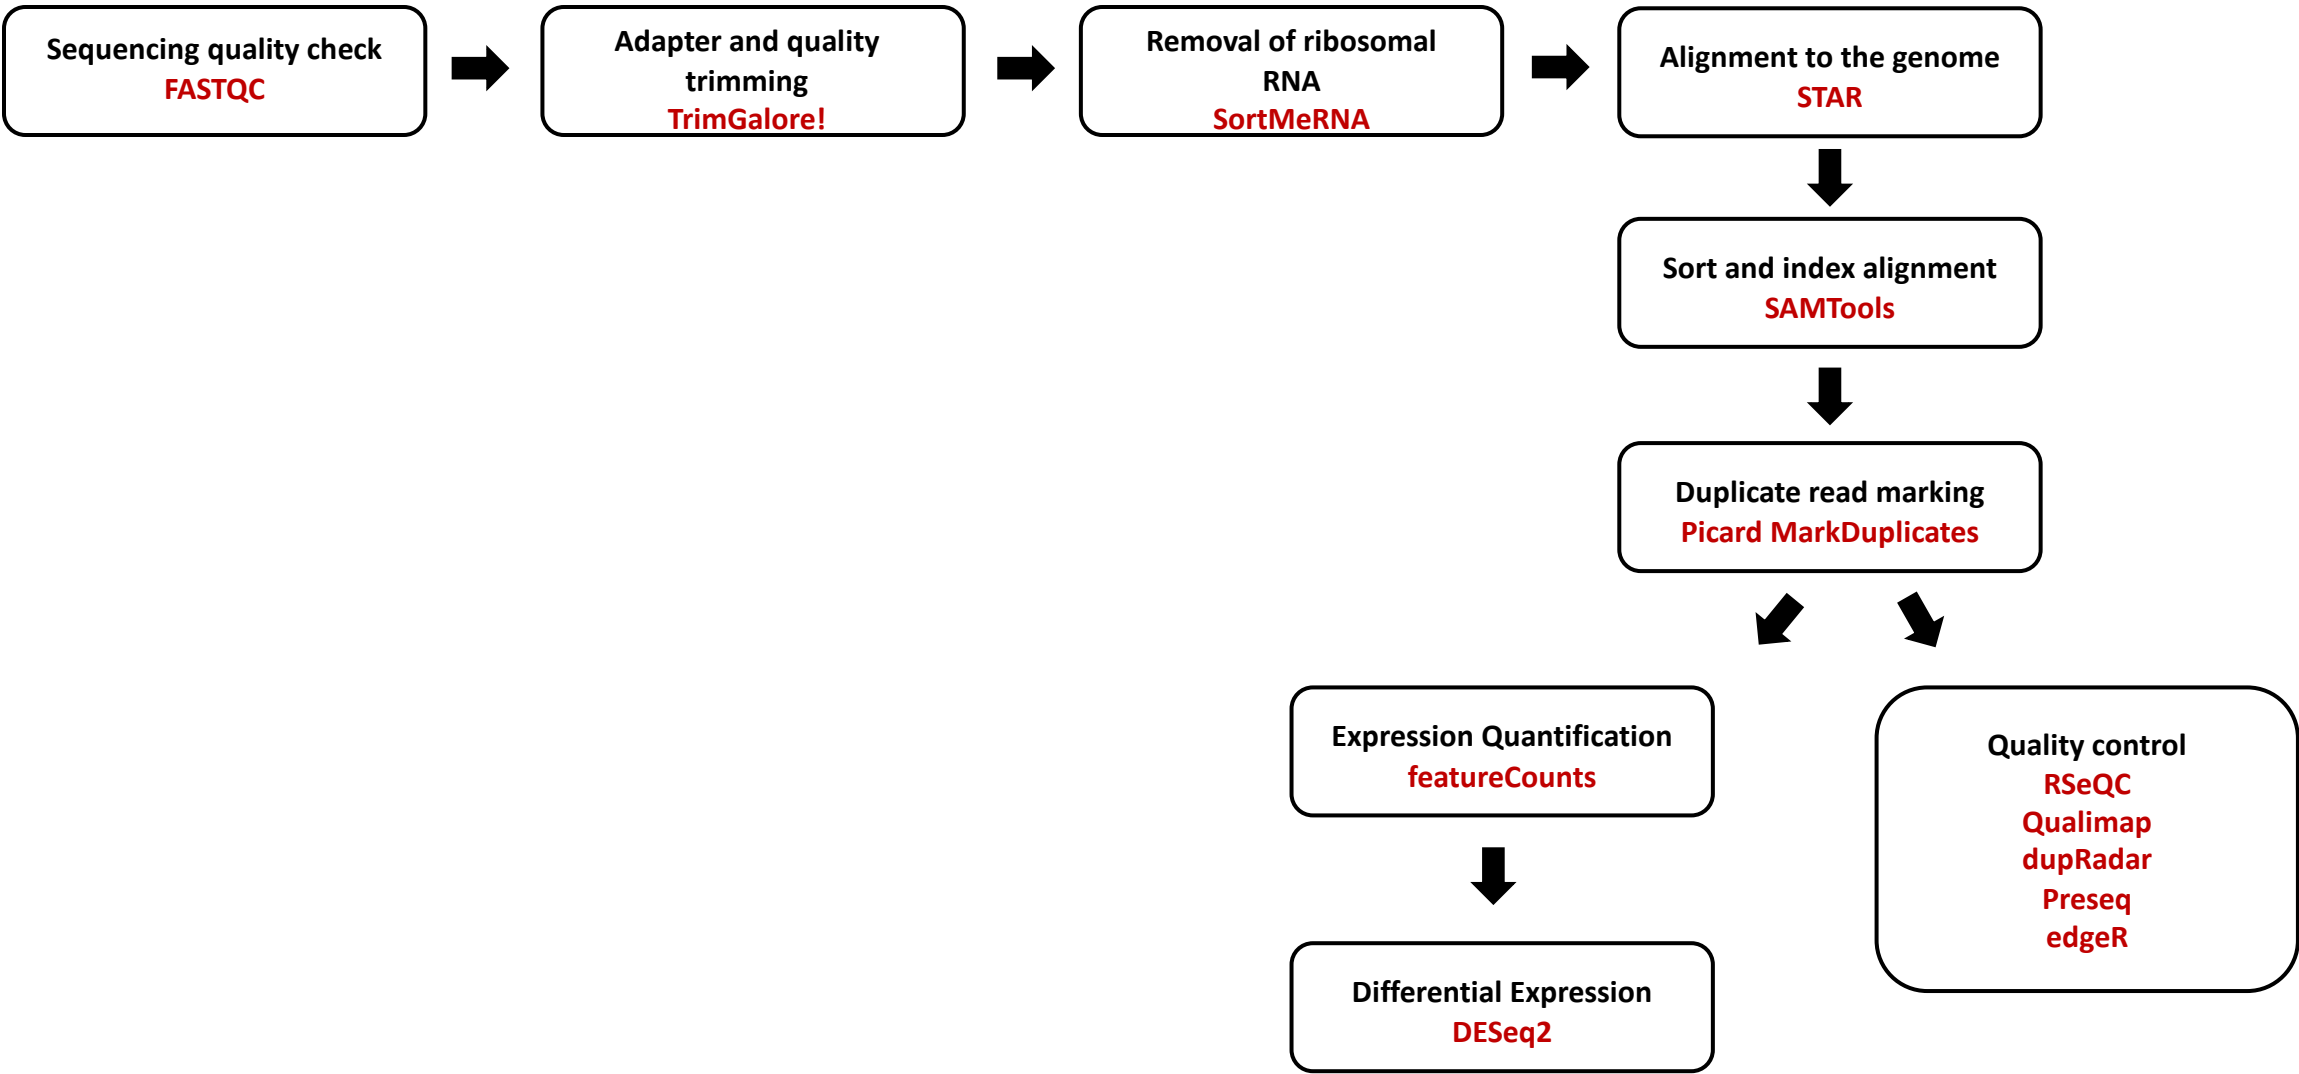 Sequencing quality check
FASTQC
Adapter and quality
trimming
TrimGalore!
Removal of ribosomal
RNA
SortMeRNA
Alignment to the genome
STAR
Sort and index alignment
SAMTools
Duplicate read marking
Picard MarkDuplicates
Expression Quantification
featureCounts
Quality control
RSeQC
Qualimap
dupRadar
Preseq
edgeR
Differential Expression
DESeq2